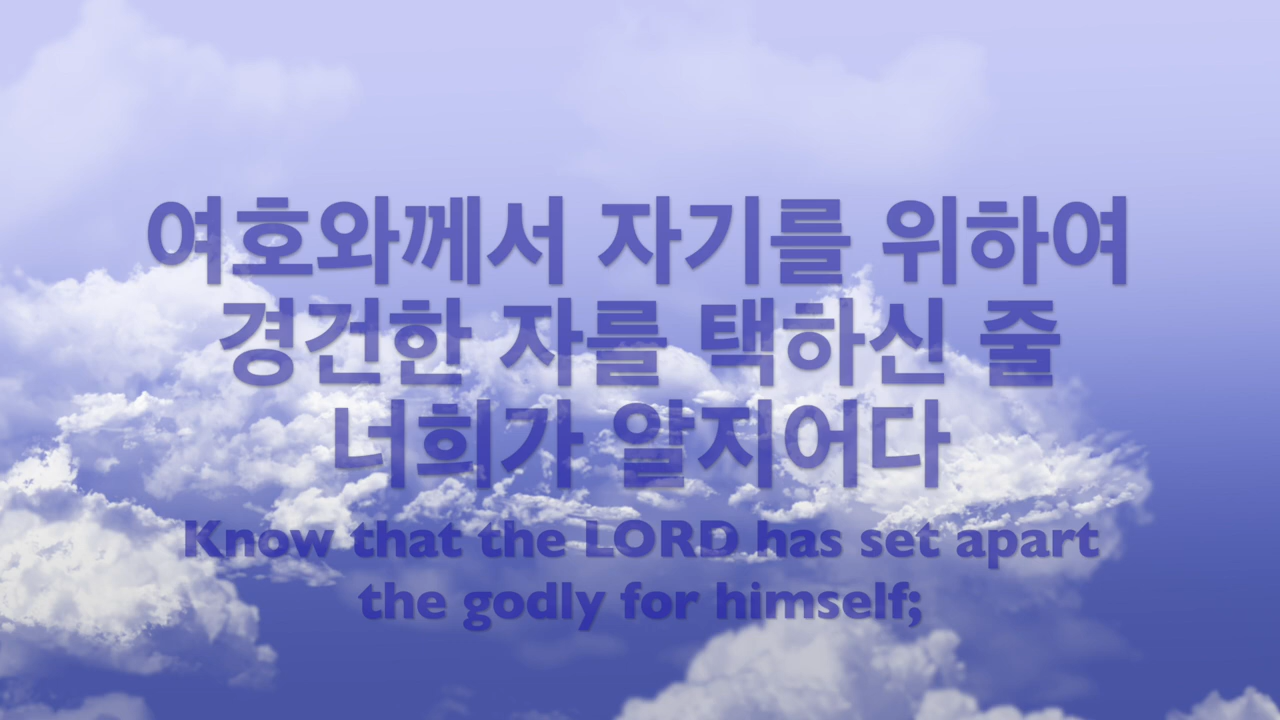 여호와께서 자기를 위하여
경건한 자를 택하신 줄
너희가 알지어다
Know that the LORD has set apart
the godly for himself;